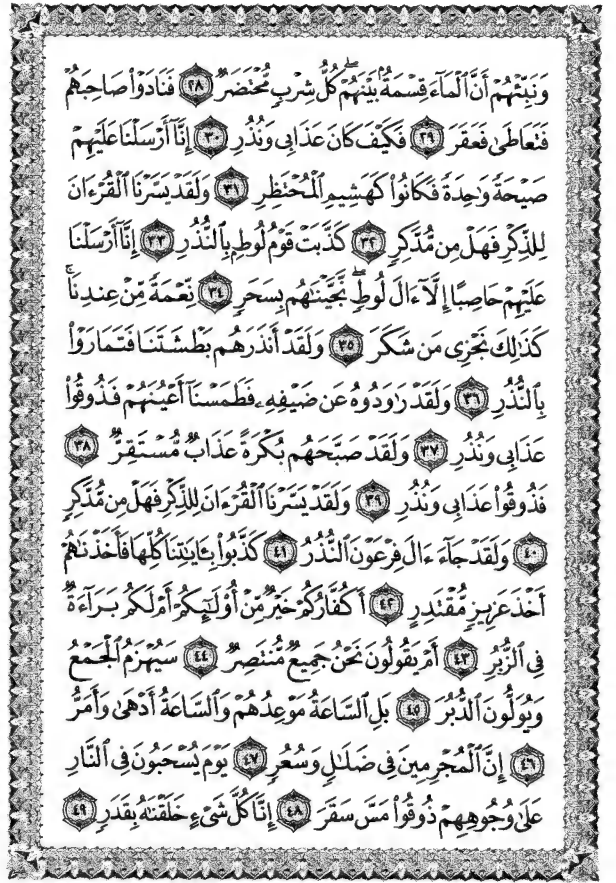 وَنَبِّئْهُمْ أَنَّ ٱلْمَآءَ قِسْمَةٌۢ بَيْنَهُمْ ۖ كُلُّ شِرْبٍ مُّحْتَضَرٌ ٢٨ فَنَادَوْا۟ صَاحِبَهُمْ
فَتَعَاطَىٰ فَعَقَرَ ٢٩ فَكَيْفَ كَانَ عَذَابِى وَنُذُرِ ٣٠ إِنَّآ أَرْسَلْنَا عَلَيْهِمْ
صَيْحَةً وَٰحِدَةً فَكَانُوا۟ كَهَشِيمِ ٱلْمُحْتَظِرِ ٣١ وَلَقَدْ يَسَّرْنَا ٱلْقُرْءَانَ
لِلذِّكْرِ فَهَلْ مِن مُّدَّكِرٍ ٣٢ كَذَّبَتْ قَوْمُ لُوطٍۭ بِٱلنُّذُرِ ٣٣ إِنَّآ أَرْسَلْنَا
عَلَيْهِمْ حَاصِبًا إِلَّآ ءَالَ لُوطٍ ۖ نَّجَّيْنَٰهُم بِسَحَرٍ ٣٤ نِّعْمَةً مِّنْ عِندِنَا ۚ
كَذَٰلِكَ نَجْزِى مَن شَكَرَ ٣٥ وَلَقَدْ أَنذَرَهُم بَطْشَتَنَا فَتَمَارَوْا۟
بِٱلنُّذُرِ ٣٦ وَلَقَدْ رَٰوَدُوهُ عَن ضَيْفِهِۦ فَطَمَسْنَآ أَعْيُنَهُمْ فَذُوقُوا۟
عَذَابِى وَنُذُرِ ٣٧ وَلَقَدْ صَبَّحَهُم بُكْرَةً عَذَابٌ مُّسْتَقِرٌّ ٣٨
فَذُوقُوا۟ عَذَابِى وَنُذُرِ ٣٩ وَلَقَدْ يَسَّرْنَا ٱلْقُرْءَانَ لِلذِّكْرِ فَهَلْ مِن مُّدَّكِرٍ
٤٠ وَلَقَدْ جَآءَ ءَالَ فِرْعَوْنَ ٱلنُّذُرُ ٤١ كَذَّبُوا۟ بِـَٔايَٰتِنَا كُلِّهَا فَأَخَذْنَٰهُمْ
أَخْذَ عَزِيزٍ مُّقْتَدِرٍ ٤٢ أَكُفَّارُكُمْ خَيْرٌ مِّنْ أُو۟لَٰٓئِكُمْ أَمْ لَكُم بَرَآءَةٌ
فِى ٱلزُّبُرِ ٤٣ أَمْ يَقُولُونَ نَحْنُ جَمِيعٌ مُّنتَصِرٌ ٤٤ سَيُهْزَمُ ٱلْجَمْعُ
وَيُوَلُّونَ ٱلدُّبُرَ ٤٥ بَلِ ٱلسَّاعَةُ مَوْعِدُهُمْ وَٱلسَّاعَةُ أَدْهَىٰ وَأَمَرُّ
٤٦ إِنَّ ٱلْمُجْرِمِينَ فِى ضَلَٰلٍ وَسُعُرٍ ٤٧ يَوْمَ يُسْحَبُونَ فِى ٱلنَّارِ
عَلَىٰ وُجُوهِهِمْ ذُوقُوا۟ مَسَّ سَقَرَ ٤٨ إِنَّا كُلَّ شَىْءٍ خَلَقْنَٰهُ بِقَدَرٍ ٤٩